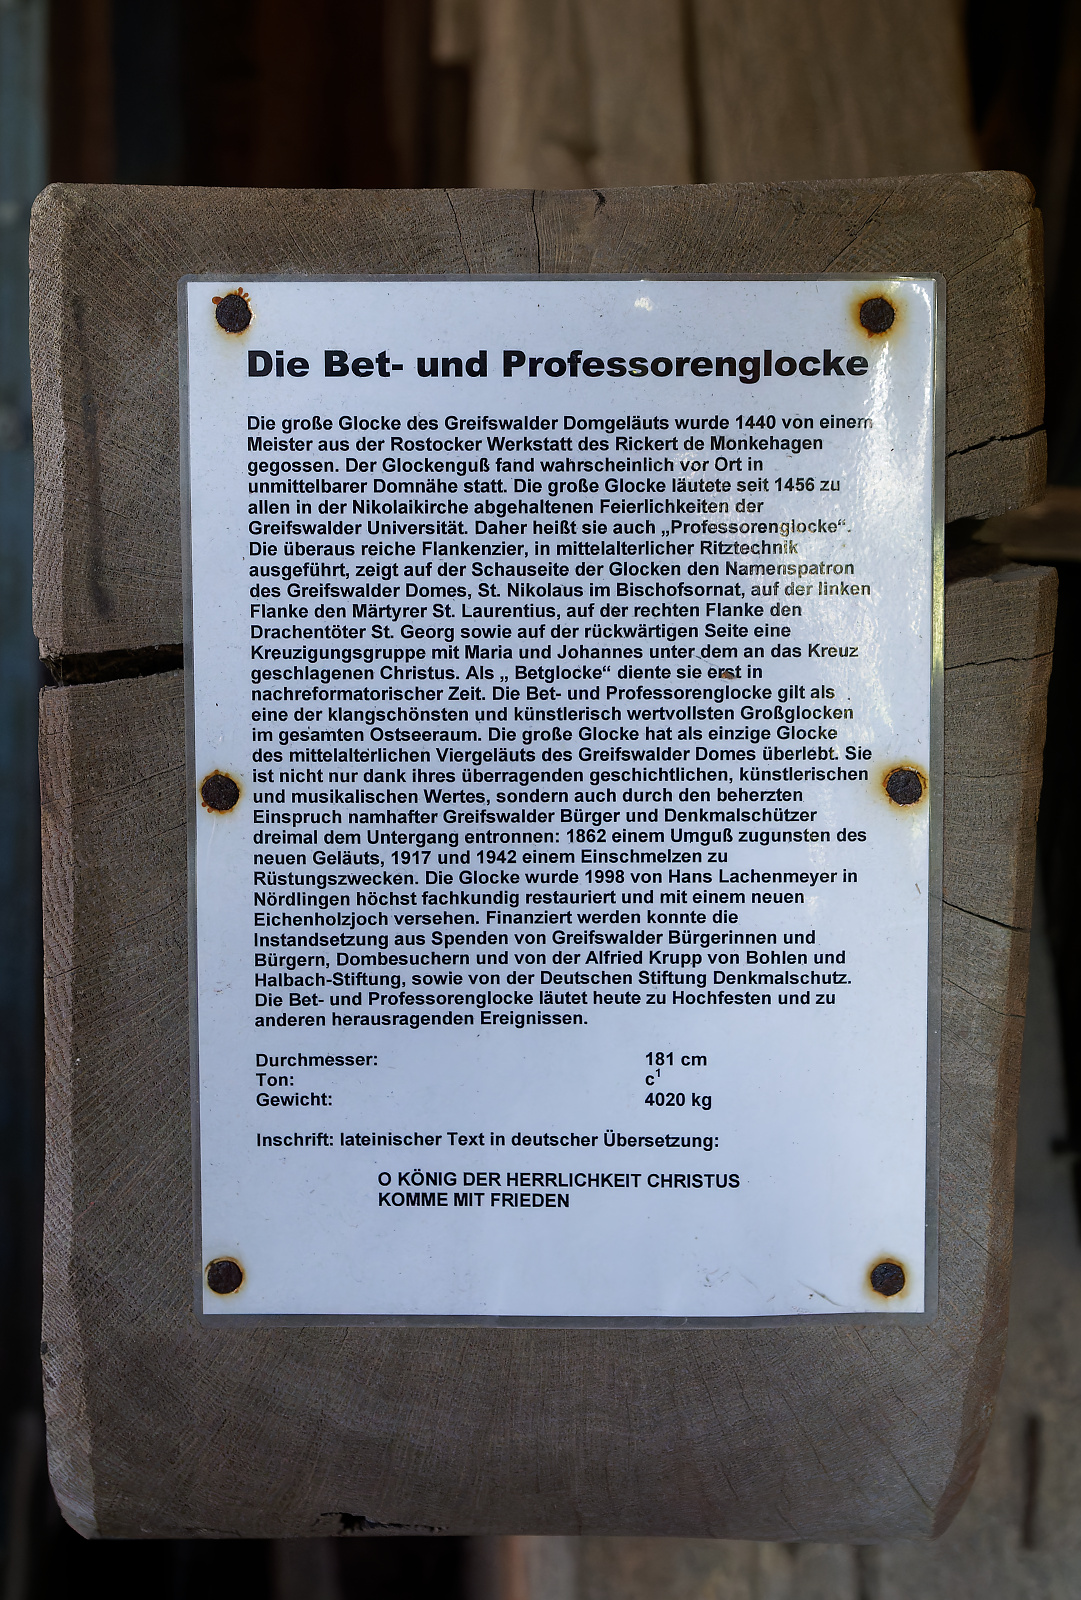 Die Bet- und Professorenglocke
Die große Glocke des Greifswalder Domgeläuts wurde 1440 von einem
Meister aus der Rostocker Werkstatt des Rickert de Monkehagen
gegossen. Der Glockenguß fand wahrscheinlich vor Ort in
unmittelbarer Domnähe statt. Die große Glocke läutete seit 1456 zu
allen in der Nikolaikirche abgehaltenen Feierlichkeiten der
Greifswalder Universität. Daher heißt sie auch „Professorenglocke“.
Die überaus reiche Flankenzier, in mittelalterlicher Ritztechnik
ausgeführt, zeigt auf der Schauseite der Glocken den Namenspatron
des Greifswalder Domes, St. Nikolaus im Bischofsornat, auf der linken
Flanke den Märtyrer St. Laurentius, auf der rechten Flanke den
Drachentöter St. Georg sowie auf der rückwärtigen Seite eine
Kreuzigungsgruppe mit Maria und Johannes unter dem an das Kreuz
geschlagenen Christus. Als „ Betglocke“ diente sie erst in
nachreformatorischer Zeit. Die Bet- und Professorenglocke gilt als
eine der klangschönsten und künstlerisch wertvollsten Großglocken
im gesamten Ostseeraum. Die große Glocke hat als einzige Glocke
des mittelalterlichen Viergeläuts des Greifswalder Domes überlebt. Sie
ist nicht nur dank ihres überragenden geschichtlichen, künstlerischen
und musikalischen Wertes, sondern auch durch den beherzten
Einspruch namhafter Greifswalder Bürger und Denkmalschützer
dreimal dem Untergang entronnen: 1862 einem Umguß zugunsten des
neuen Geläuts, 1917 und 1942 einem Einschmelzen zu
Rüstungszwecken. Die Glocke wurde 1998 von Hans Lachenmeyer in
Nördlingen höchst fachkundig restauriert und mit einem neuen
Eichenholzjoch versehen. Finanziert werden konnte die
Instandsetzung aus Spenden von Greifswalder Bürgerinnen und
Bürgern, Dombesuchern und von der Alfried Krupp von Bohlen und
Halbach-Stiftung, sowie von der Deutschen Stiftung Denkmalschutz.
Die Bet- und Professorenglocke läutet heute zu Hochfesten und zu
anderen herausragenden Ereignissen.
Durchmesser: 181 cm
Ton: c¹
Gewicht: 4020 kg
Inschrift: lateinischer Text in deutscher Übersetzung:
O KÖNIG DER HERRLICHKEIT CHRISTUS
KOMME MIT FRIEDEN